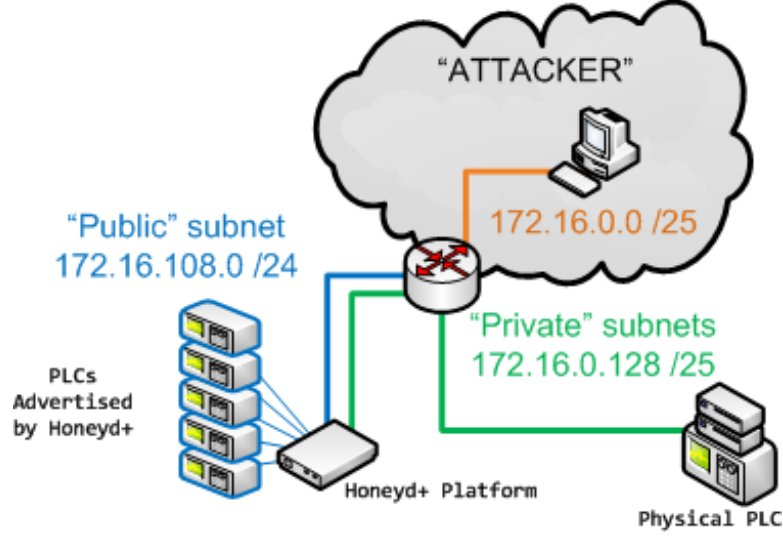 “ATTACKER”
172.16.0.0 /25
“Public” subnet
172.16.108.0 /24
“Private” subnets
172.16.0.128 /25
PLCs
Advertised
by Honeyd+
Honeyd+ Platform
Physical PLC